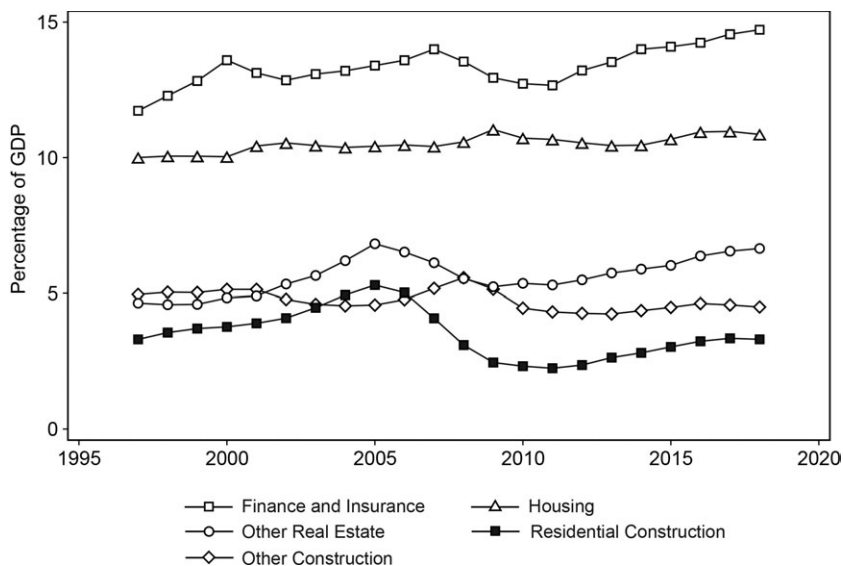 15
10
5
0
Percentage of GDP
1995 2000 2005 2010 2015 2020
Finance and Insurance Housing
Other Real Estate Residential Construction
Other Construction